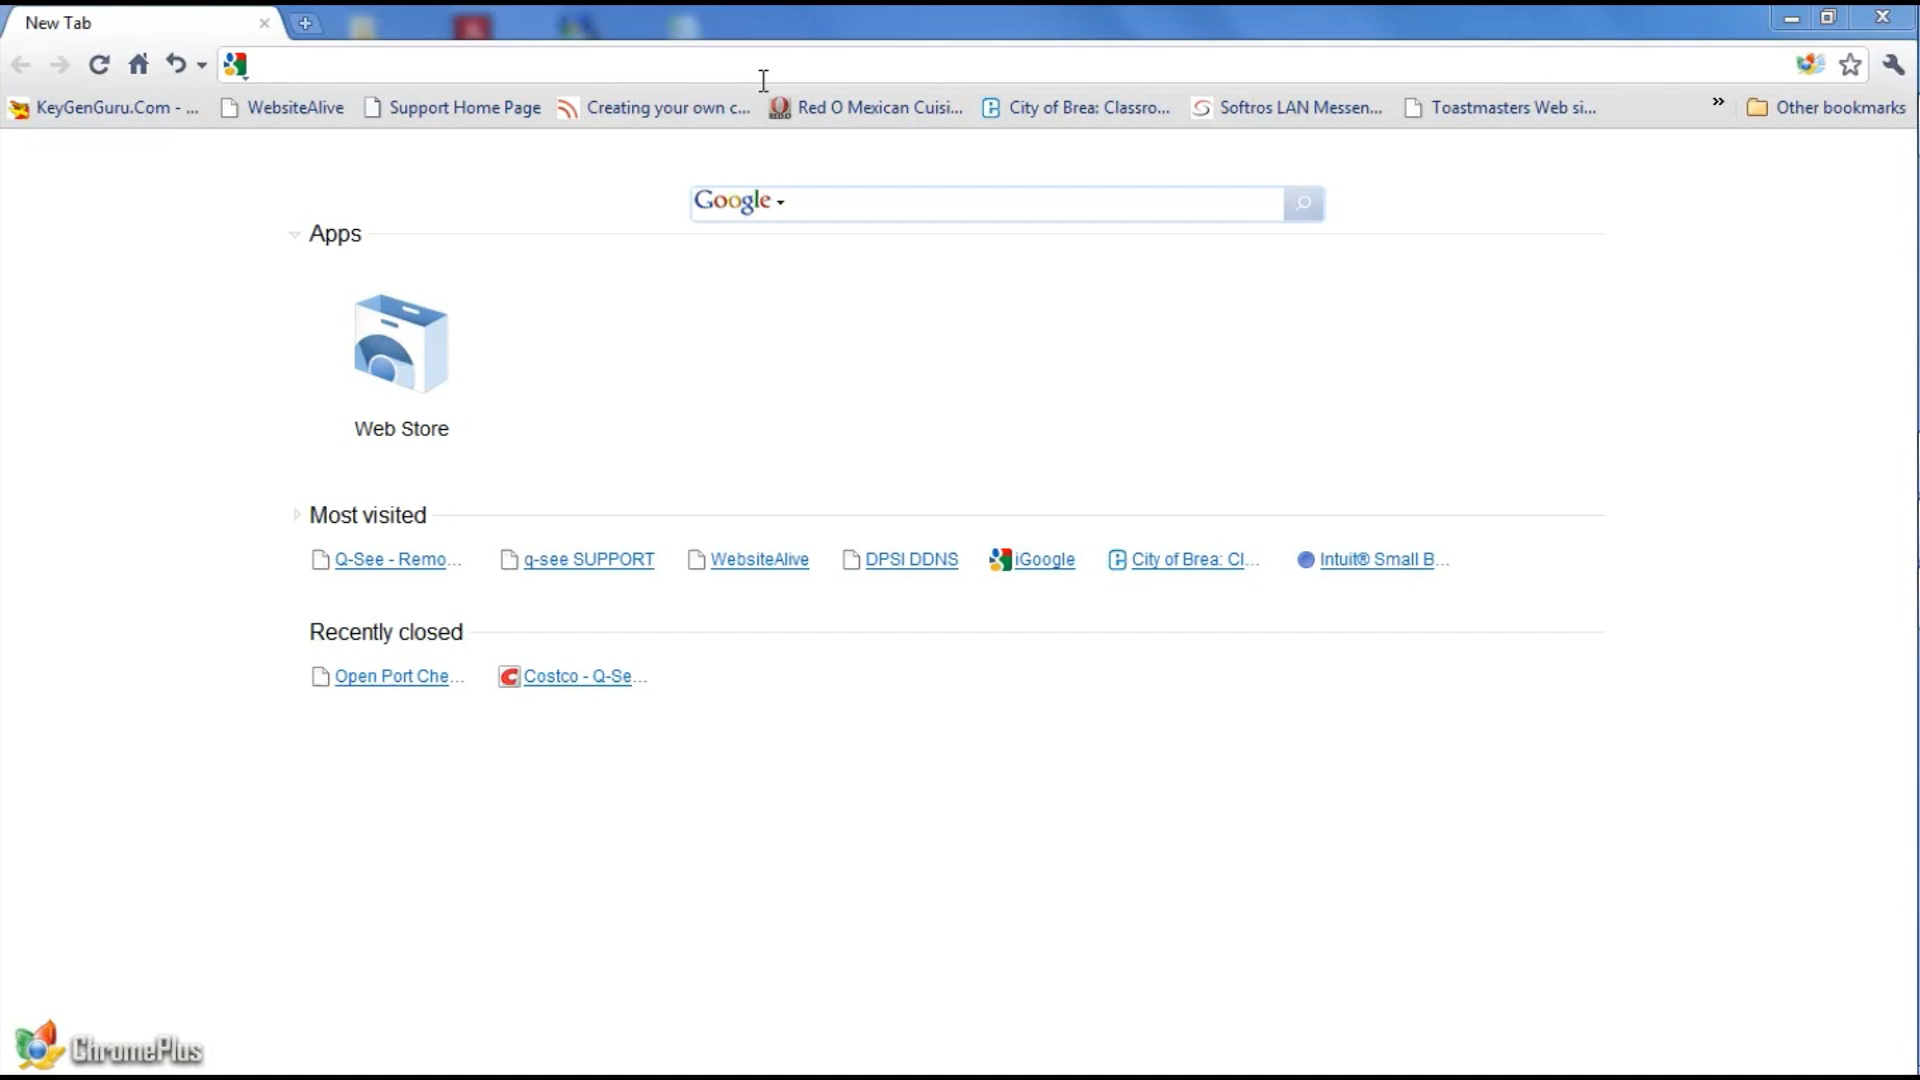 New Tab
KeyGenGuru.Com - ... WebsiteAlive Support Home Page Creating your own c... Red O Mexican Cuisi... City of Brea: Classro... Softros LAN Messen... Toastmasters Web si... » Other bookmarks
Google
Apps
Web Store
Most visited
Q-See - Remo... q-see SUPPORT WebsiteAlive DPSI DDNS iGoogle City of Brea: Cl... Intuit® Small B...
Recently closed
Open Port Che... Costco - Q-Se...
ChromePlus